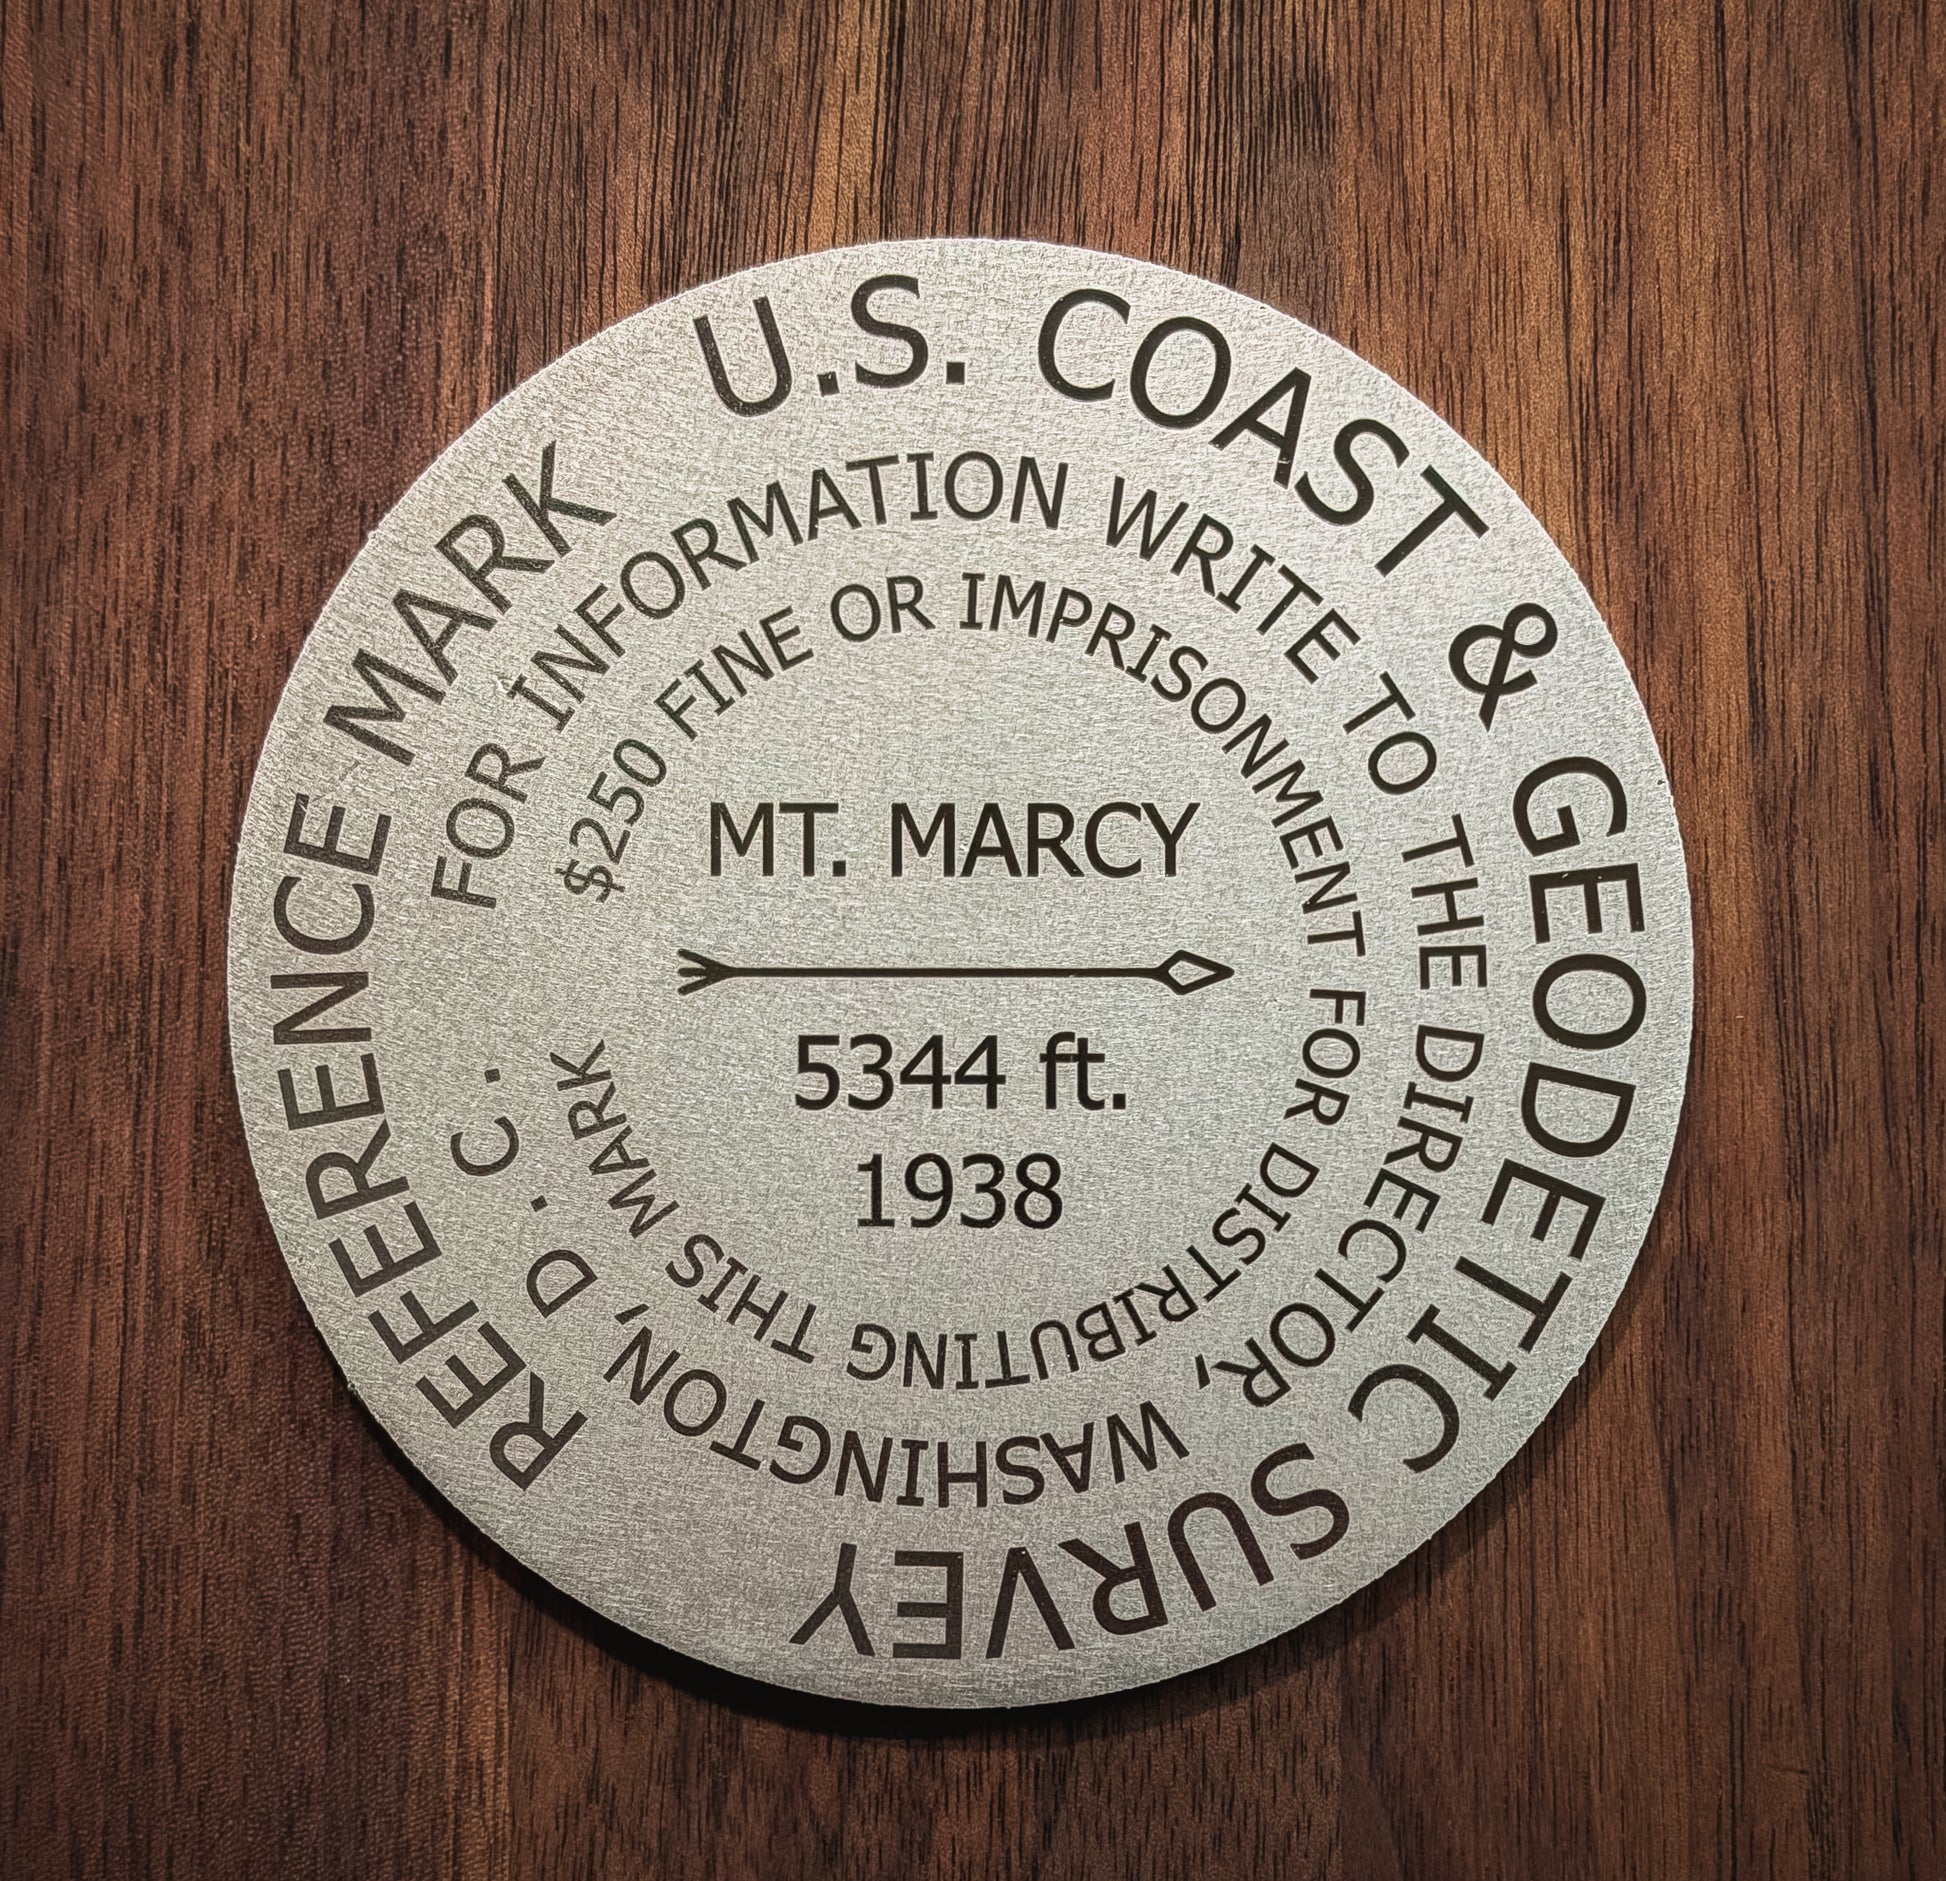 U.S. COAST & GEODETIC SURVEY
REFERENCE MARK
FOR INFORMATION WRITE TO THE DIRECTOR, WASHINGTON, D. C.
$250 FINE OR IMPRISONMENT FOR DISTRIBUTING THIS MARK
MT. MARCY
5344 ft.
1938